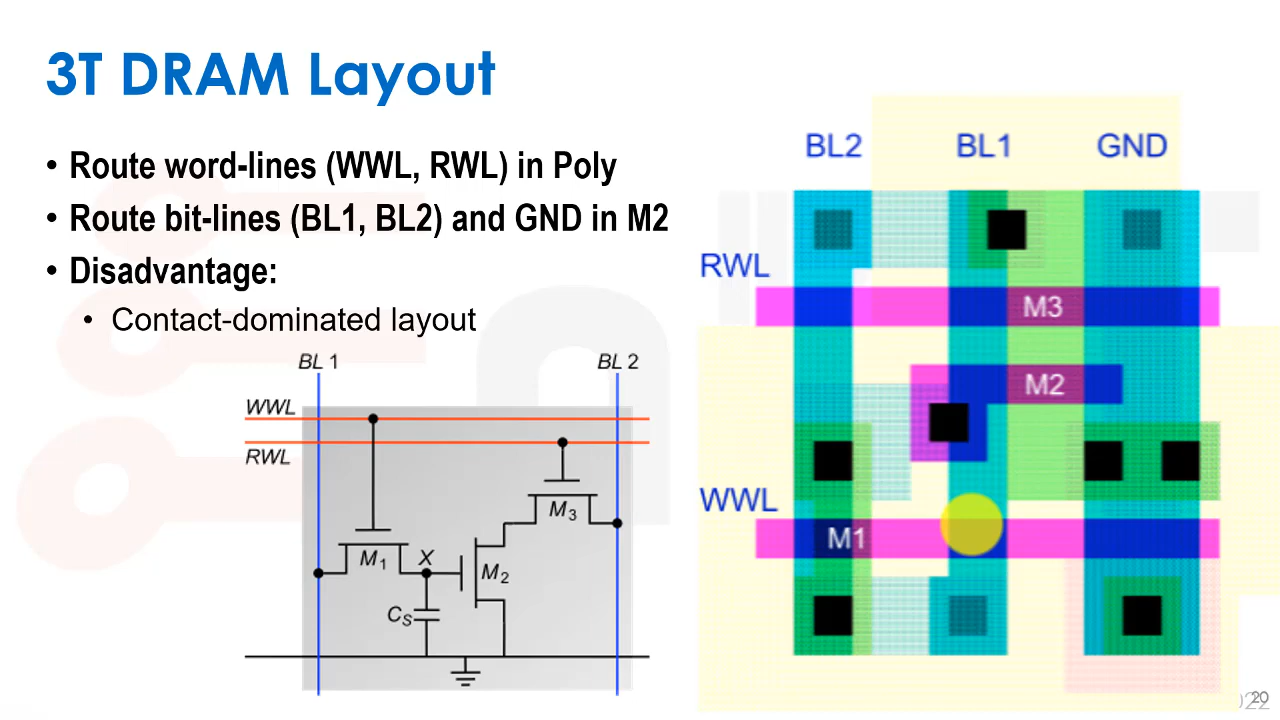 3T DRAM Layout
• Route word-lines (WWL, RWL) in Poly
• Route bit-lines (BL1, BL2) and GND in M2
• Disadvantage:
• Contact-dominated layout
BL 1 BL 2
WWL
RWL
M3
M1 X M2
CS
BL2 BL1 GND
RWL
M3
M2
WWL
M1
20